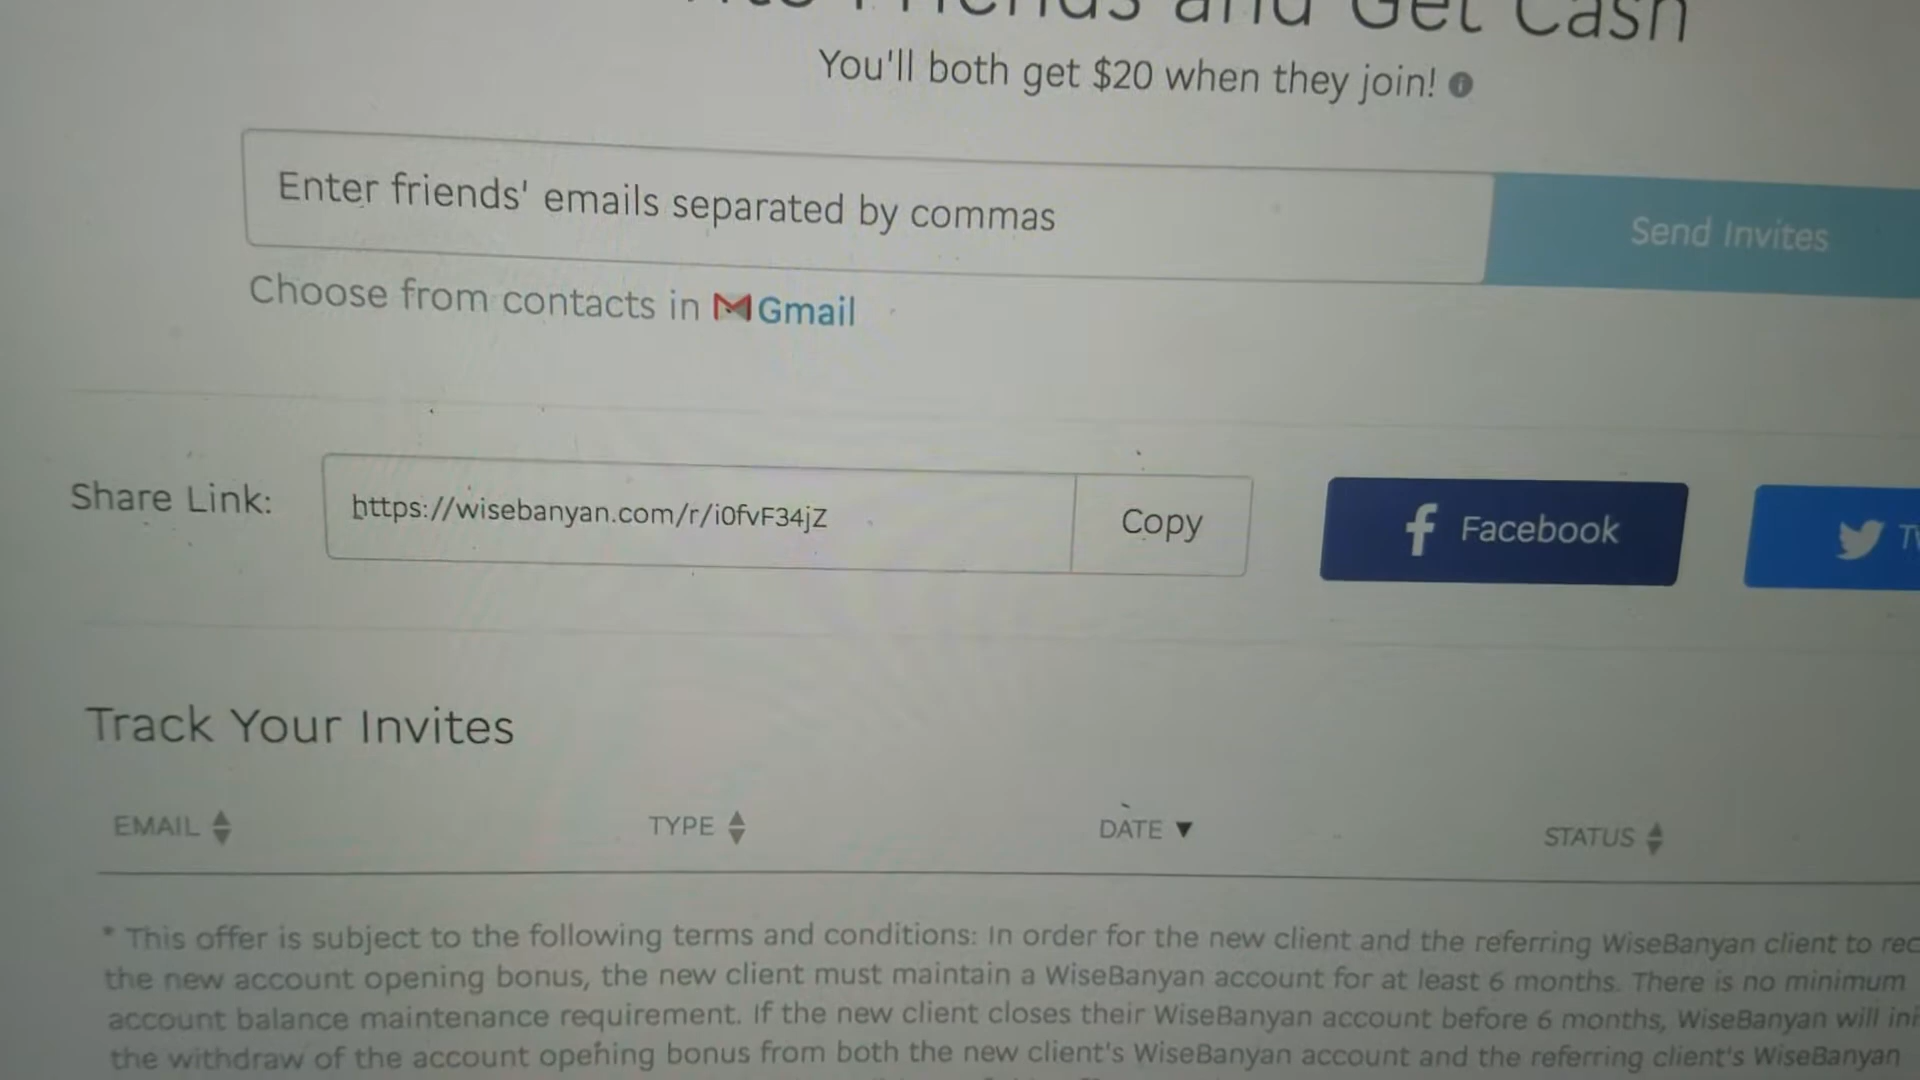 Friends and Get Cash
You'll both get $20 when they join!
Enter friends' emails separated by commas
Send Invites
Choose from contacts in Gmail
Share Link:
https://wisebanyan.com/r/i0fvF34jZ
Copy
Facebook
Track Your Invites
EMAIL
TYPE
DATE
STATUS
* This offer is subject to the following terms and conditions: In order for the new client and the referring WiseBanyan client to
the new account opening bonus, the new client must maintain a WiseBanyan account for at least 6 months. There is no minimum
account balance maintenance requirement. If the new client closes their WiseBanyan account before 6 months, WiseBanyan will
the withdraw of the account opening bonus from both the new client's WiseBanyan account and the referring client's WiseBanyan